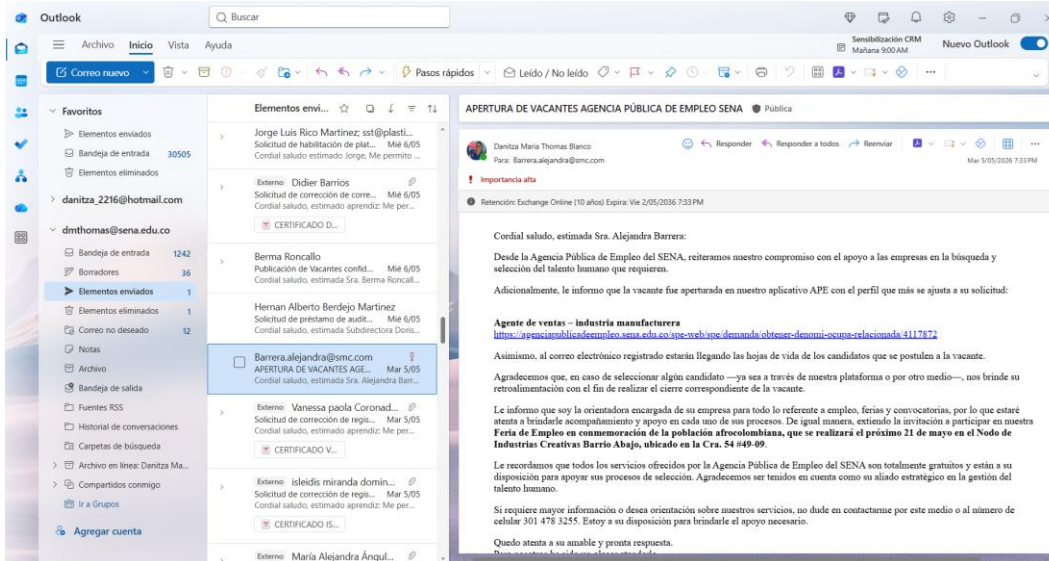 Outlook
Buscar
Archivo Inicio Vista Ayuda
Sensibilización CRM
Mañana 9:00 AM
Nuevo Outlook
Correo nuevo
Pasos rápidos
Leído / No leído
Favoritos
Elementos enviados
Bandeja de entrada 30505
Elementos eliminados
danitza_2216@hotmail.com
dmthomas@sena.edu.co
Bandeja de entrada 1242
Borradores 36
Elementos enviados 1
Elementos eliminados 1
Correo no deseado 12
Notas
Archivo
Bandeja de salida
Fuentes RSS
Historial de conversaciones
Carpetas de búsqueda
Archivo en línea: Danitza Ma...
Compartidos conmigo
Ir a Grupos
Agregar cuenta
Elementos envi...
Jorge Luis Rico Martinez; sst@plasti...
Solicitud de habilitación de plat... Mié 6/05
Cordial saludo estimado Jorge, Me permito ...
Externo Didier Barrios
Solicitud de corrección de corre... Mié 6/05
Cordial saludo, estimado aprendiz: Me per...
CERTIFICADO D...
Berma Roncallo
Publicación de Vacantes confid... Mié 6/05
Cordial saludo, estimada Sra. Berma Roncall...
Hernan Alberto Berdejo Martinez
Solicitud de préstamo de audit... Mié 6/05
Cordial saludo, estimada Subdirectora Doris...
Barrera.alejandra@smc.com
APERTURA DE VACANTES AGE... Mar 5/05
Cordial saludo, estimada Sra. Alejandra Barr...
Externo Vanessa paola Coronad...
Solicitud de corrección de regis... Mar 5/05
Cordial saludo, estimado aprendiz: Me per...
CERTIFICADO V...
Externo isleidis miranda domin...
Solicitud de corrección de regis... Mar 5/05
Cordial saludo, estimado aprendiz: Me per...
CERTIFICADO IS...
Externo María Alejandra Ángul...
APERTURA DE VACANTES AGENCIA PÚBLICA DE EMPLEO SENA Pública
Danitza Maria Thomas Blanco
Para: Barrera.alejandra@smc.com
Responder Responder a todos Reenviar
Mar 5/05/2026 7:33 PM
Importancia alta
Retención: Exchange Online (10 años) Expira: Vie 2/05/2036 7:33 PM
Cordial saludo, estimada Sra. Alejandra Barrera:
Desde la Agencia Pública de Empleo del SENA, reiteramos nuestro compromiso con el apoyo a las empresas en la búsqueda y
selección del talento humano que requieren.
Adicionalmente, le informo que la vacante fue aperturada en nuestro aplicativo APE con el perfil que más se ajusta a su solicitud:
Agente de ventas – industria manufacturera
https://agenciapublicadeempleo.sena.edu.co/spe-web/spe/demanda/obtener-denomi-ocupa-relacionada/4117872
Asimismo, al correo electrónico registrado estarán llegando las hojas de vida de los candidatos que se postulen a la vacante.
Agradecemos que, en caso de seleccionar algún candidato —ya sea a través de nuestra plataforma o por otro medio—, nos brinde su
retroalimentación con el fin de realizar el cierre correspondiente de la vacante.
Le informo que soy la orientadora encargada de su empresa para todo lo referente a empleo, ferias y convocatorias, por lo que estaré
atenta a brindarle acompañamiento y apoyo en cada uno de sus procesos. De igual manera, extiendo la invitación a participar en nuestra
Feria de Empleo en conmemoración de la población afrocolombiana, que se realizará el próximo 21 de mayo en el Nodo de
Industrias Creativas Barrio Abajo, ubicado en la Cra. 54 #49-09.
Le recordamos que todos los servicios ofrecidos por la Agencia Pública de Empleo del SENA son totalmente gratuitos y están a su
disposición para apoyar sus procesos de selección. Agradecemos ser tenidos en cuenta como su aliado estratégico en la gestión del
talento humano.
Si requiere mayor información o desea orientación sobre nuestros servicios, no dude en contactarme por este medio o al número de
celular 301 478 3255. Estoy a su disposición para brindarle el apoyo necesario.
Quedo atenta a su amable y pronta respuesta.